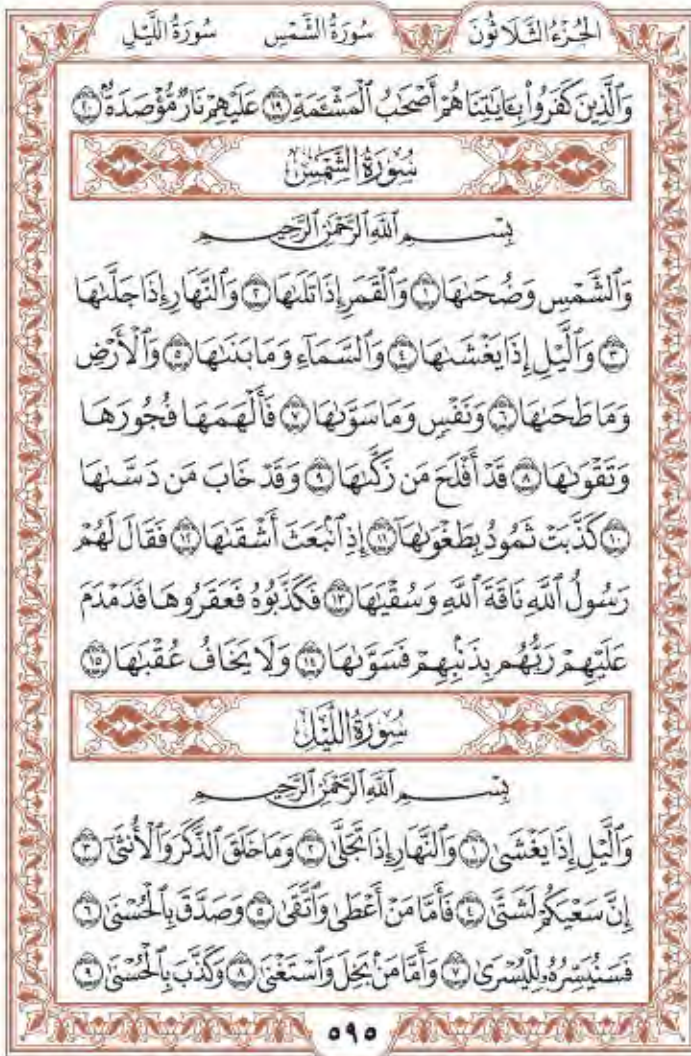 الجُزْءُ الثَّلَاثُونَ سُورَةُ الشَّمْسِ سُورَةُ اللَّيْلِ
وَٱلَّذِينَ كَفَرُواْ بِـَٔايَٰتِنَا هُمْ أَصْحَٰبُ ٱلْمَشْـَٔمَةِ ١٩ عَلَيْهِمْ نَارٌ مُّؤْصَدَةٌ ٢٠
سُورَةُ الشَّمْسِ
بِسْمِ ٱللَّهِ ٱلرَّحْمَٰنِ ٱلرَّحِيمِ
وَٱلشَّمْسِ وَضُحَىٰهَا ١ وَٱلْقَمَرِ إِذَا تَلَىٰهَا ٢ وَٱلنَّهَارِ إِذَا جَلَّىٰهَا
٣ وَٱلَّيْلِ إِذَا يَغْشَىٰهَا ٤ وَٱلسَّمَآءِ وَمَا بَنَىٰهَا ٥ وَٱلْأَرْضِ
وَمَا طَحَىٰهَا ٦ وَنَفْسٍ وَمَا سَوَّىٰهَا ٧ فَأَلْهَمَهَا فُجُورَهَا
وَتَقْوَىٰهَا ٨ قَدْ أَفْلَحَ مَن زَكَّىٰهَا ٩ وَقَدْ خَابَ مَن دَسَّىٰهَا
١٠ كَذَّبَتْ ثَمُودُ بِطَغْوَىٰهَآ ١١ إِذِ ٱنۢبَعَثَ أَشْقَىٰهَا ١٢ فَقَالَ لَهُمْ
رَسُولُ ٱللَّهِ نَاقَةَ ٱللَّهِ وَسُقْيَٰهَا ١٣ فَكَذَّبُوهُ فَعَقَرُوهَا فَدَمْدَمَ
عَلَيْهِمْ رَبُّهُم بِذَنۢبِهِمْ فَسَوَّىٰهَا ١٤ وَلَا يَخَافُ عُقْبَٰهَا ١٥
سُورَةُ اللَّيْلِ
بِسْمِ ٱللَّهِ ٱلرَّحْمَٰنِ ٱلرَّحِيمِ
وَٱلَّيْلِ إِذَا يَغْشَىٰ ١ وَٱلنَّهَارِ إِذَا تَجَلَّىٰ ٢ وَمَا خَلَقَ ٱلذَّكَرَ وَٱلْأُنثَىٰٓ ٣
إِنَّ سَعْيَكُمْ لَشَتَّىٰ ٤ فَأَمَّا مَنْ أَعْطَىٰ وَٱتَّقَىٰ ٥ وَصَدَّقَ بِٱلْحُسْنَىٰ ٦
فَسَنُيَسِّرُهُۥ لِلْيُسْرَىٰ ٧ وَأَمَّا مَنۢ بَخِلَ وَٱسْتَغْنَىٰ ٨ وَكَذَّبَ بِٱلْحُسْنَىٰ ٩
٥٩٥